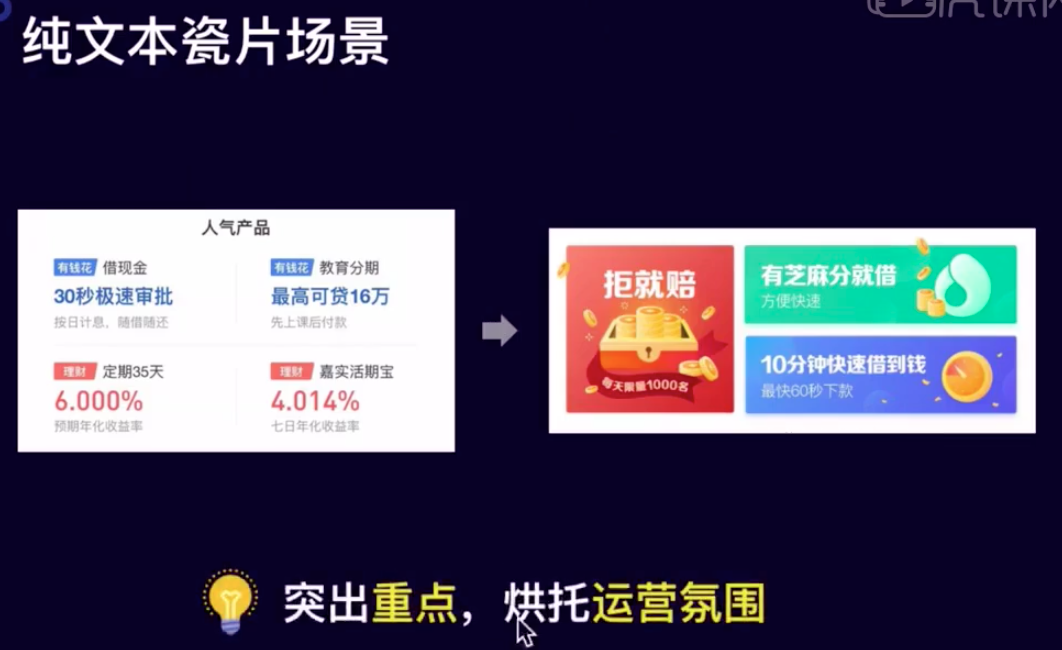 纯文本瓷片场景
人气产品
有钱花 借现金
30秒极速审批
按日计息，随借随还
有钱花 教育分期
最高可贷16万
先上课后付款
理财 定期35天
6.000%
预期年化收益率
理财 嘉实活期宝
4.014%
七日年化收益率
拒就赔
每天限量1000名
有芝麻分就借
方便快速
10分钟快速借到钱
最快60秒下款
突出重点，烘托运营氛围